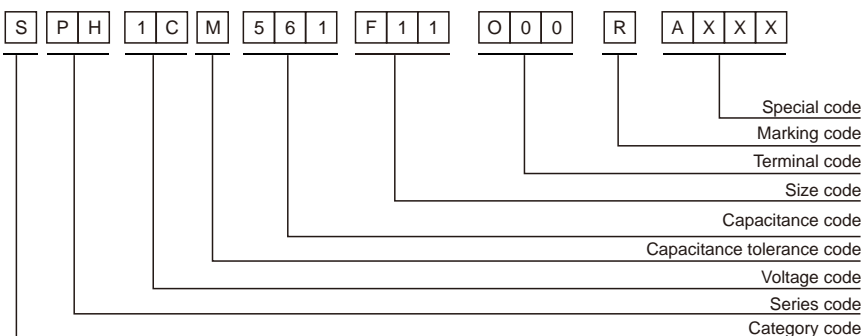 S P H 1 C M 5 6 1 F 1 1 O 0 0 R A X X X
Special code
Marking code
Terminal code
Size code
Capacitance code
Capacitance tolerance code
Voltage code
Series code
Category code